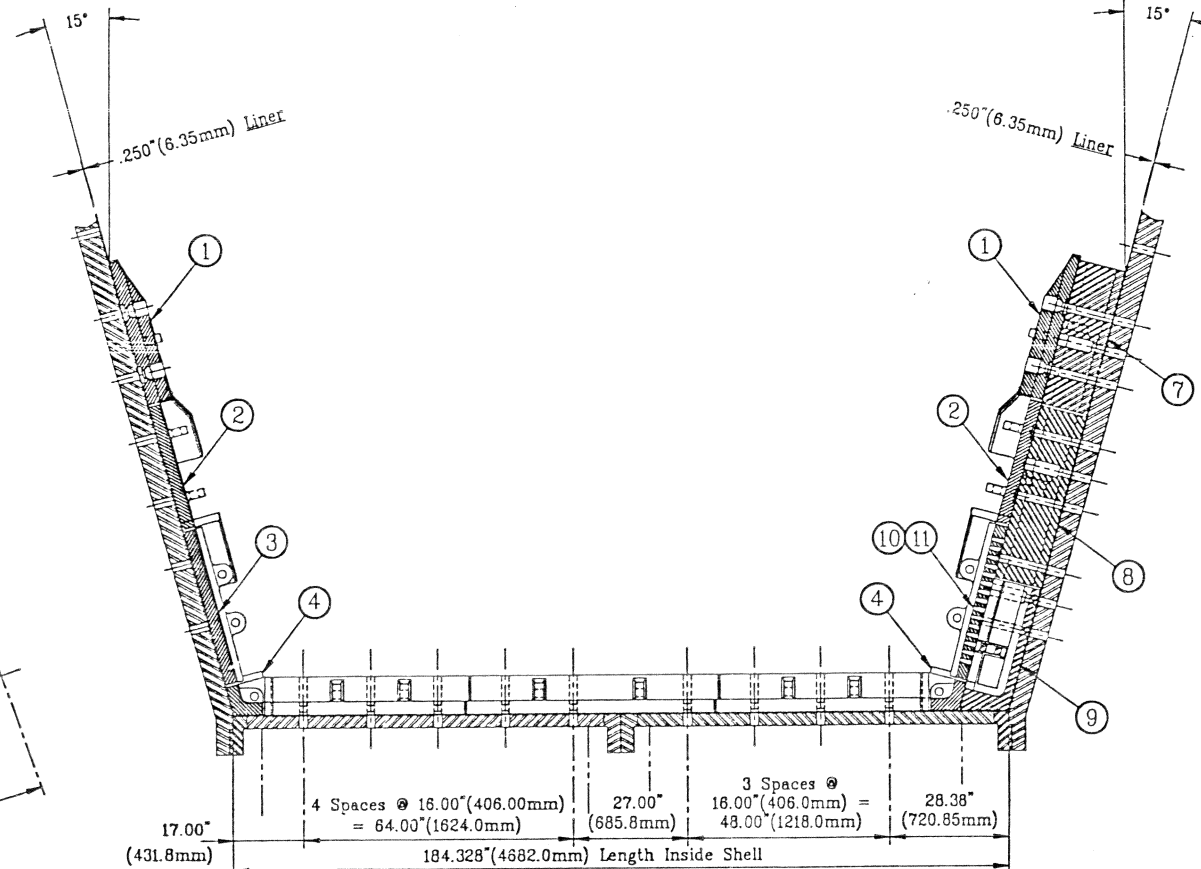 15°
15°
.250"(6.35mm) Liner
.250"(6.35mm) Liner
1
1
7
2
2
3
10 11
8
4
4
9
4 Spaces @ 16.00"(406.00mm)
= 64.00"(1624.0mm)
27.00"
(685.8mm)
3 Spaces @
16.00"(406.0mm) =
48.00"(1218.0mm)
28.38"
(720.85mm)
17.00"
(431.8mm)
184.328"(4682.0mm) Length Inside Shell